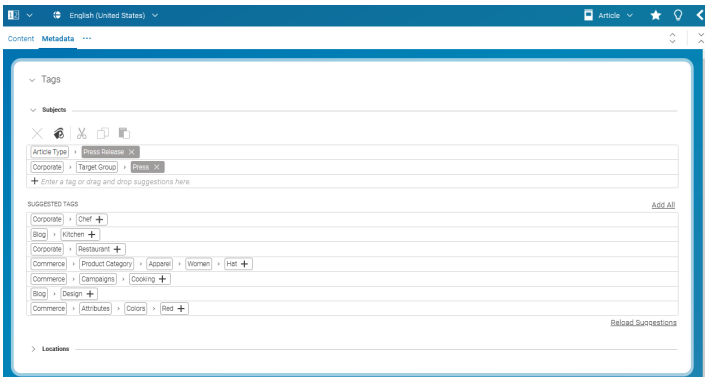 English (United States) Article
Content Metadata ...
Tags
Subjects
Article Type › Press Release ×
Corporate › Target Group › Press ×
+ Enter a tag or drag and drop suggestions here.
SUGGESTED TAGS Add All
Corporate › Chef +
Blog › Kitchen +
Corporate › Restaurant +
Commerce › Product Category › Apparel › Women › Hat +
Commerce › Campaigns › Cooking +
Blog › Design +
Commerce › Attributes › Colors › Red +
Reload Suggestions
Locations